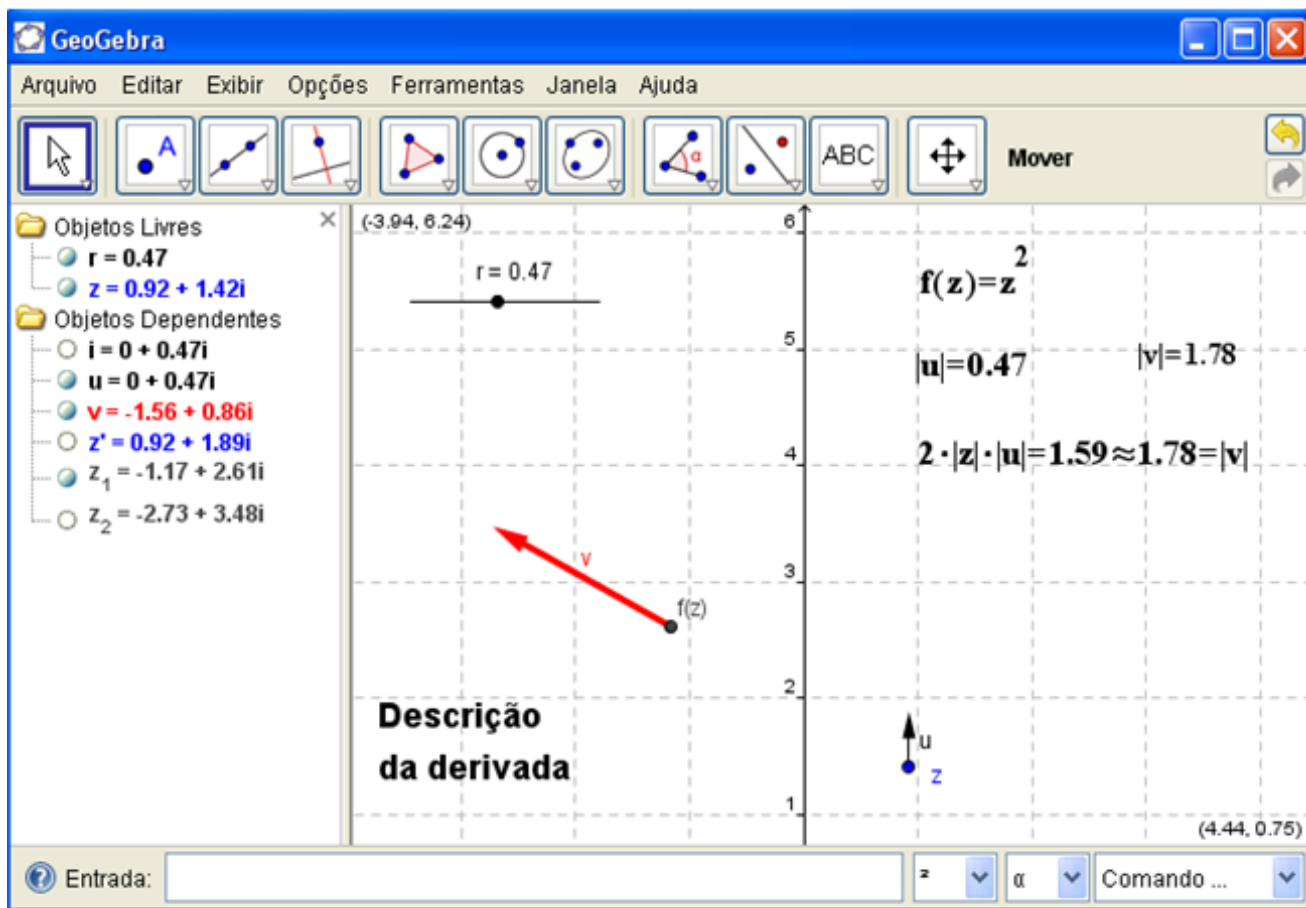 GeoGebra
Arquivo Editar Exibir Opções Ferramentas Janela Ajuda
A
α
ABC
Mover
Objetos Livres
r = 0.47
z = 0.92 + 1.42i
Objetos Dependentes
i = 0 + 0.47i
u = 0 + 0.47i
v = -1.56 + 0.86i
z' = 0.92 + 1.89i
z₁ = -1.17 + 2.61i
z₂ = -2.73 + 3.48i
(-3.94, 6.24)
r = 0.47
6
5
4
3
2
1
f(z)=z²
|u|=0.47 |v|=1.78
2·|z|·|u|=1.59≈1.78=|v|
v
f(z)
Descrição
da derivada
u
z
(4.44, 0.75)
Entrada: ² α Comando ...